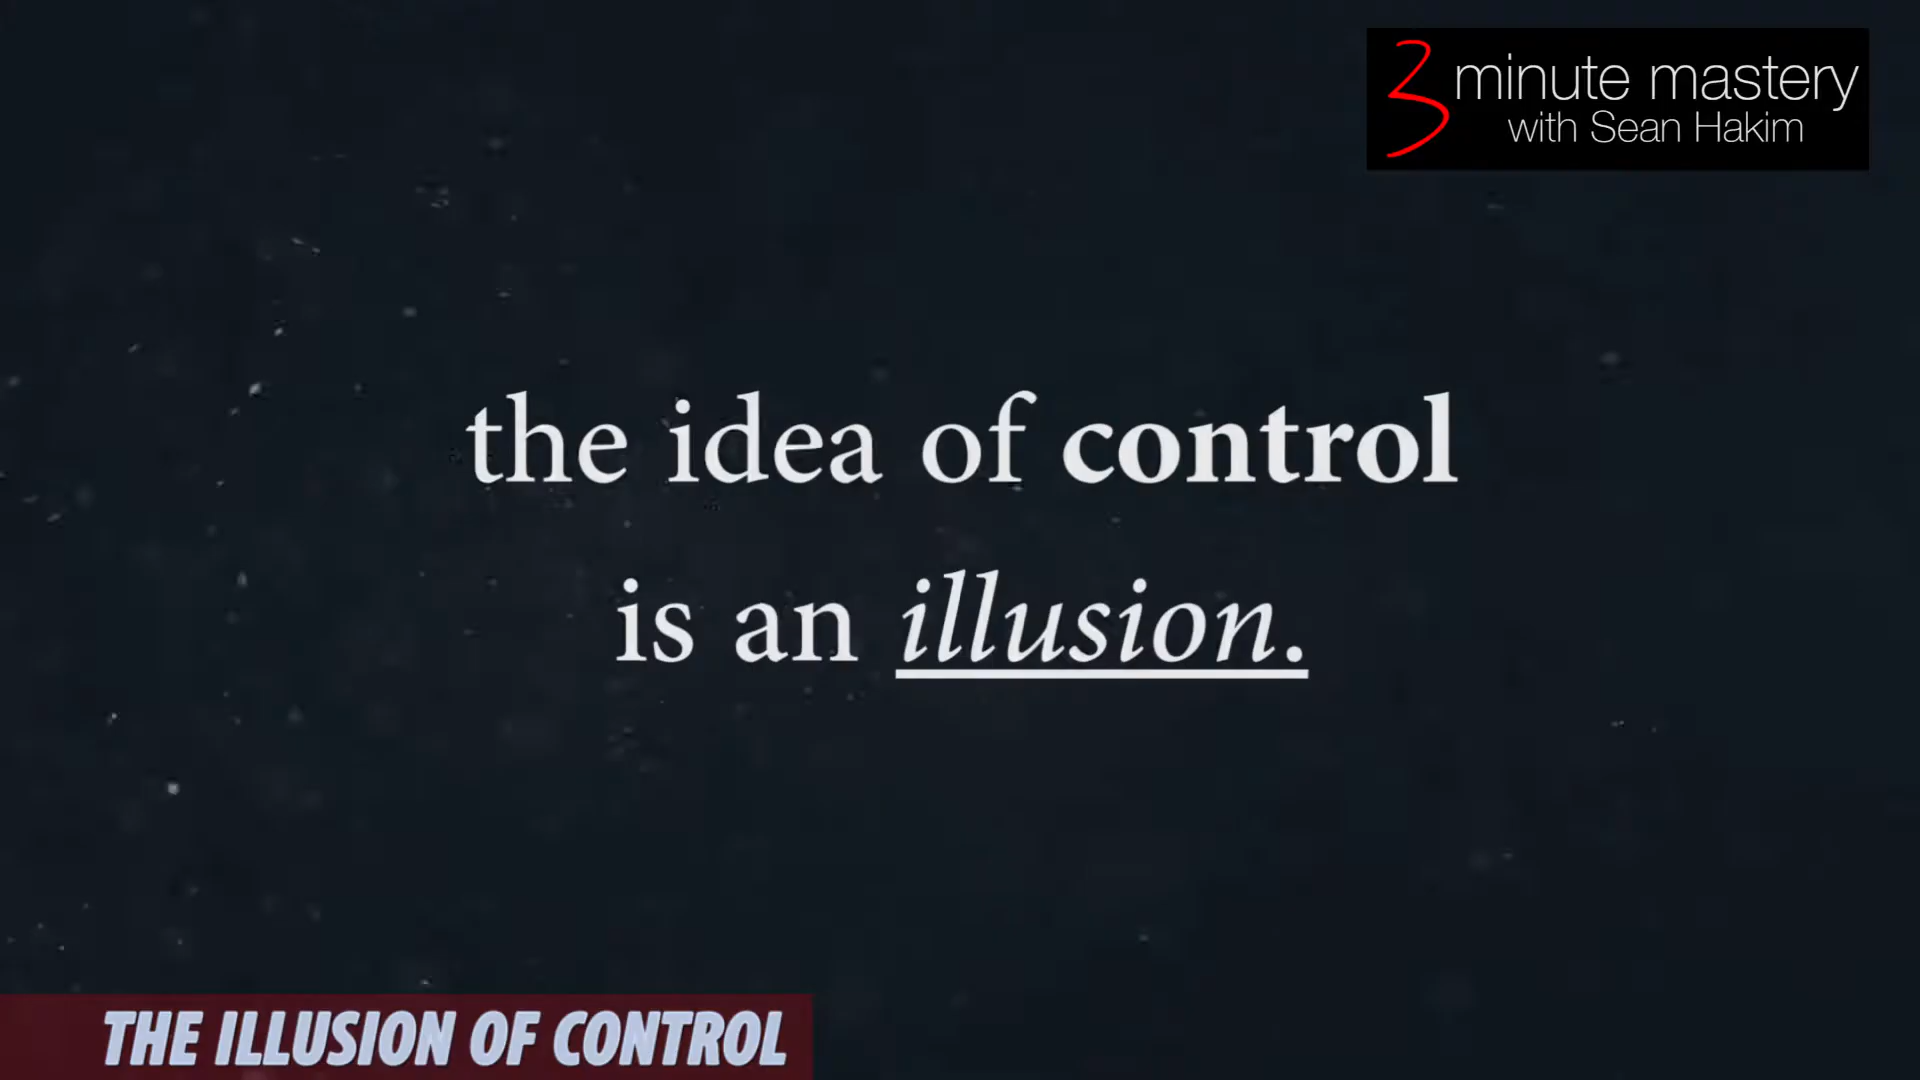 3 minute mastery
with Sean Hakim
the idea of control
is an illusion.
THE ILLUSION OF CONTROL